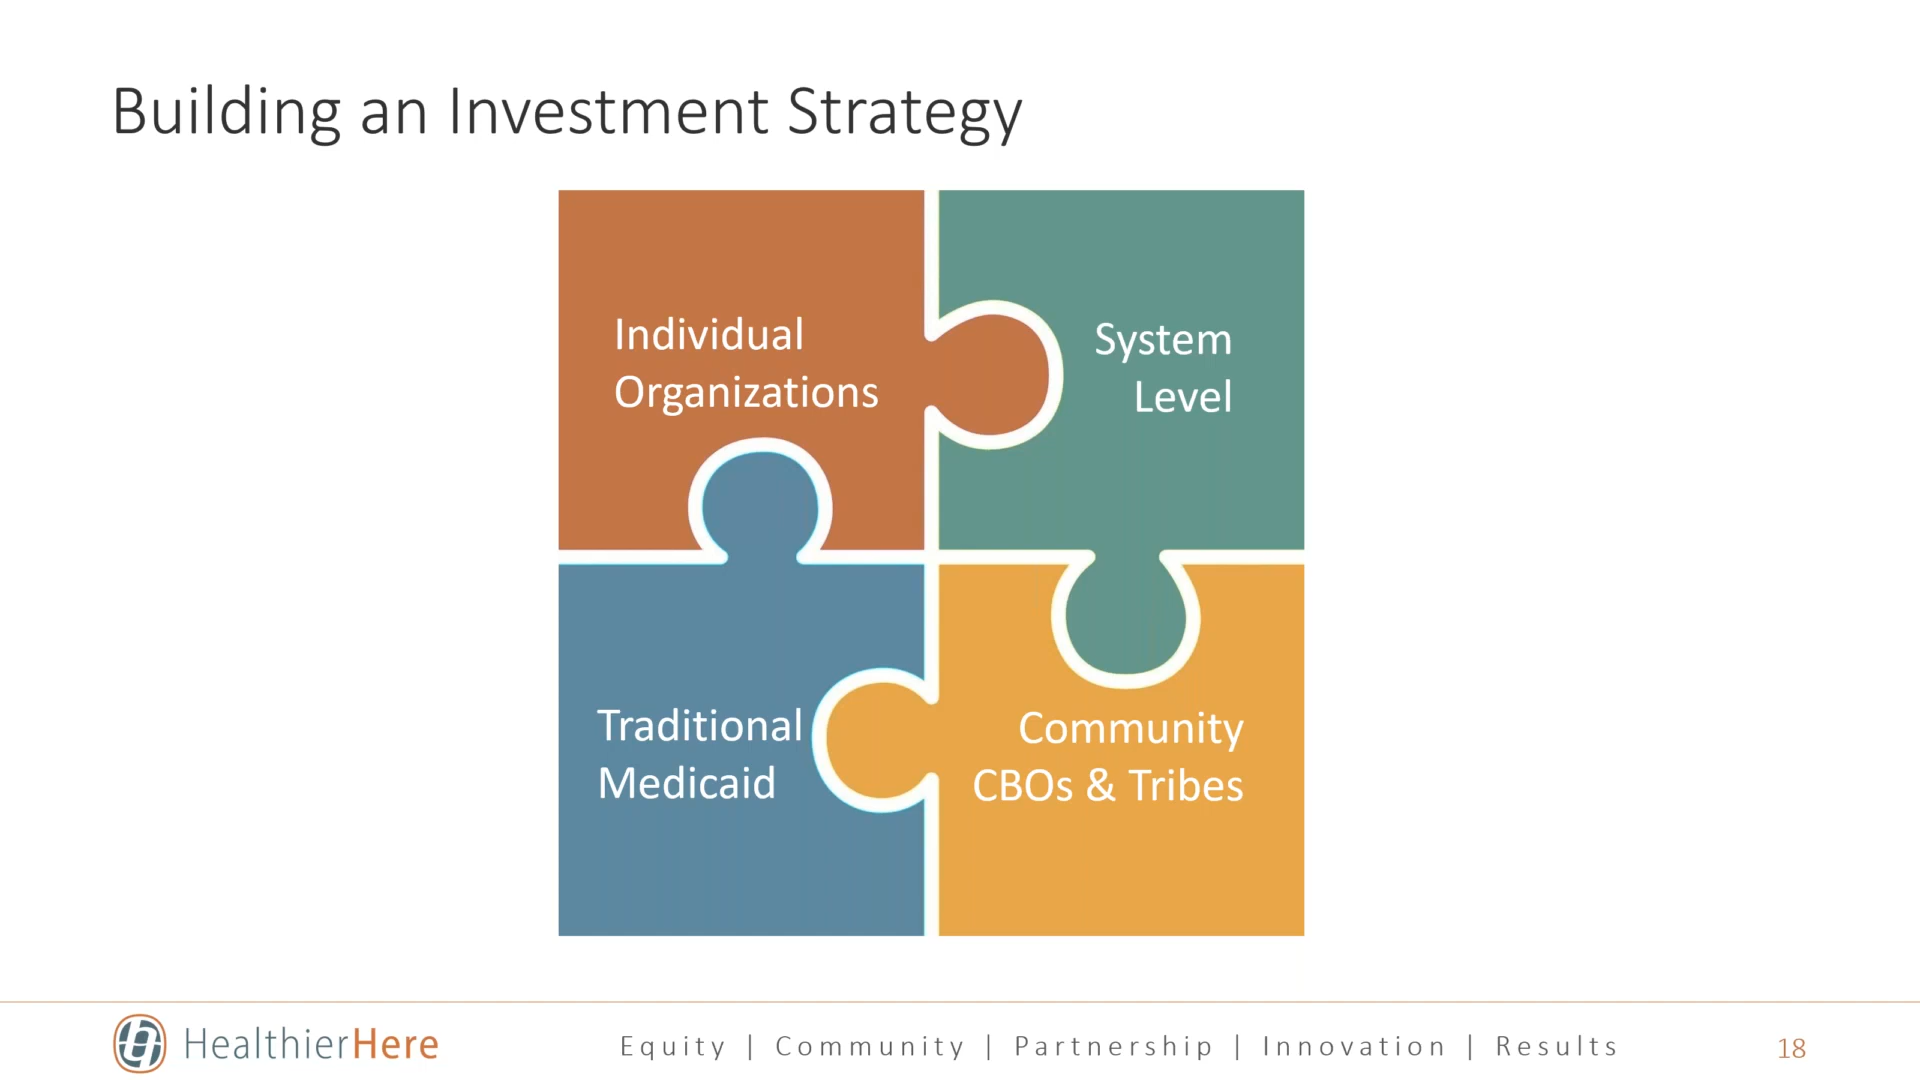 Building an Investment Strategy
Individual
Organizations
System
Level
Traditional
Medicaid
Community
CBOs & Tribes
HealthierHere
Equity | Community | Partnership | Innovation | Results
18